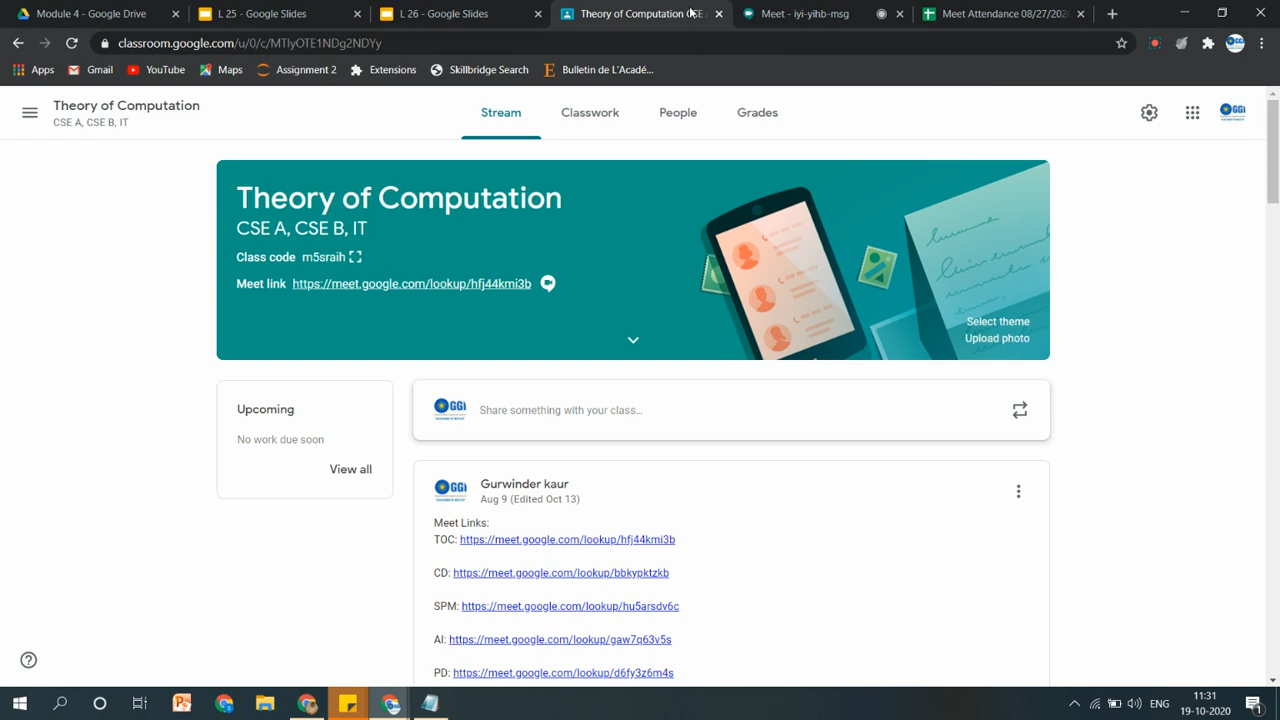 Module 4 - Google Drive
L 25 - Google Slides
L 26 - Google Slides
Theory of Computation CSE
Meet - iyi-yihb-msg
Meet Attendance 08/27/202
classroom.google.com/u/0/c/MTIyOTE1NDg2NDYy
Apps
Gmail
YouTube
Maps
Assignment 2
Extensions
Skillbridge Search
Bulletin de L'Acadé...
Theory of Computation
CSE A, CSE B, IT
Stream
Classwork
People
Grades
GGI
Theory of Computation
CSE A, CSE B, IT
Class code m5sraih
Meet link https://meet.google.com/lookup/hfj44kmi3b
Select theme
Upload photo
Upcoming
No work due soon
View all
GGI
Share something with your class...
GGI
Gurwinder kaur
Aug 9 (Edited Oct 13)
Meet Links:
TOC: https://meet.google.com/lookup/hfj44kmi3b
CD: https://meet.google.com/lookup/bbkypktzkb
SPM: https://meet.google.com/lookup/hu5arsdv6c
AI: https://meet.google.com/lookup/gaw7q63v5s
PD: https://meet.google.com/lookup/d6fy3z6m4s
ENG
11:31
19-10-2020
1